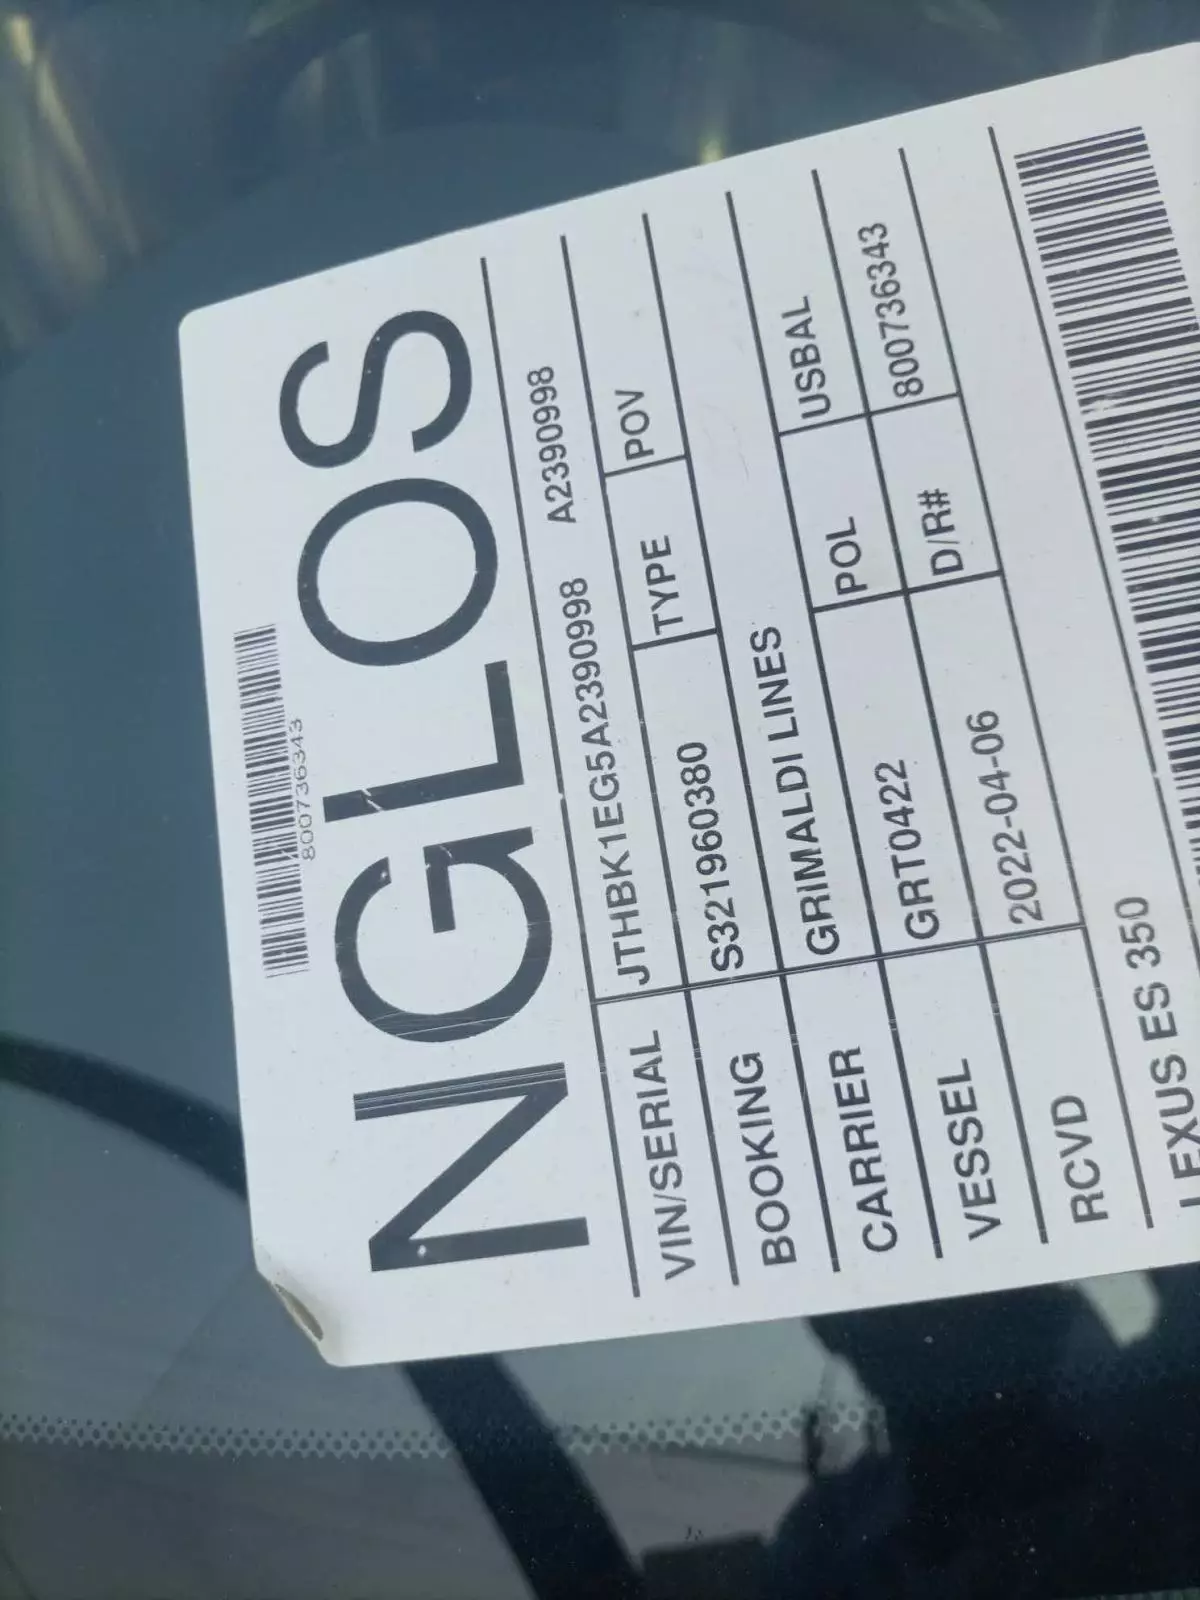 800736343
NGLOS
VIN/SERIAL JTHBK1EG5A2390998 A2390998
BOOKING S321960380 TYPE POV
CARRIER GRIMALDI LINES
VESSEL GRT0422 POL USBAL
RCVD 2022-04-06 D/R# 800736343
LEXUS ES 350